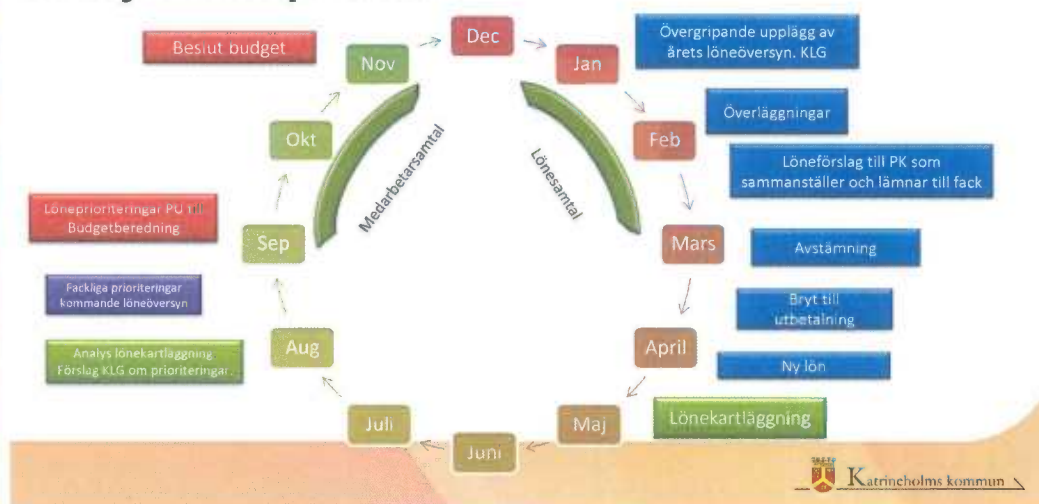 Dec
Jan
Feb
Mars
April
Maj
Juni
Juli
Aug
Sep
Okt
Nov
Medarbetarsamtal
Lönesamtal
Övergripande upplägg av
årets löneöversyn. KLG
Överläggningar
Löneförslag till PK som
sammanställer och lämnar till fack
Avstämning
Bryt till
utbetalning
Ny lön
Lönekartläggning
Analys lönekartläggning
Förslag KLG om prioriteringar.
Fackliga prioriteringar
kommande löneöversyn
Löneprioriteringar PU till
Budgetberedning
Beslut budget
Katrineholms kommun